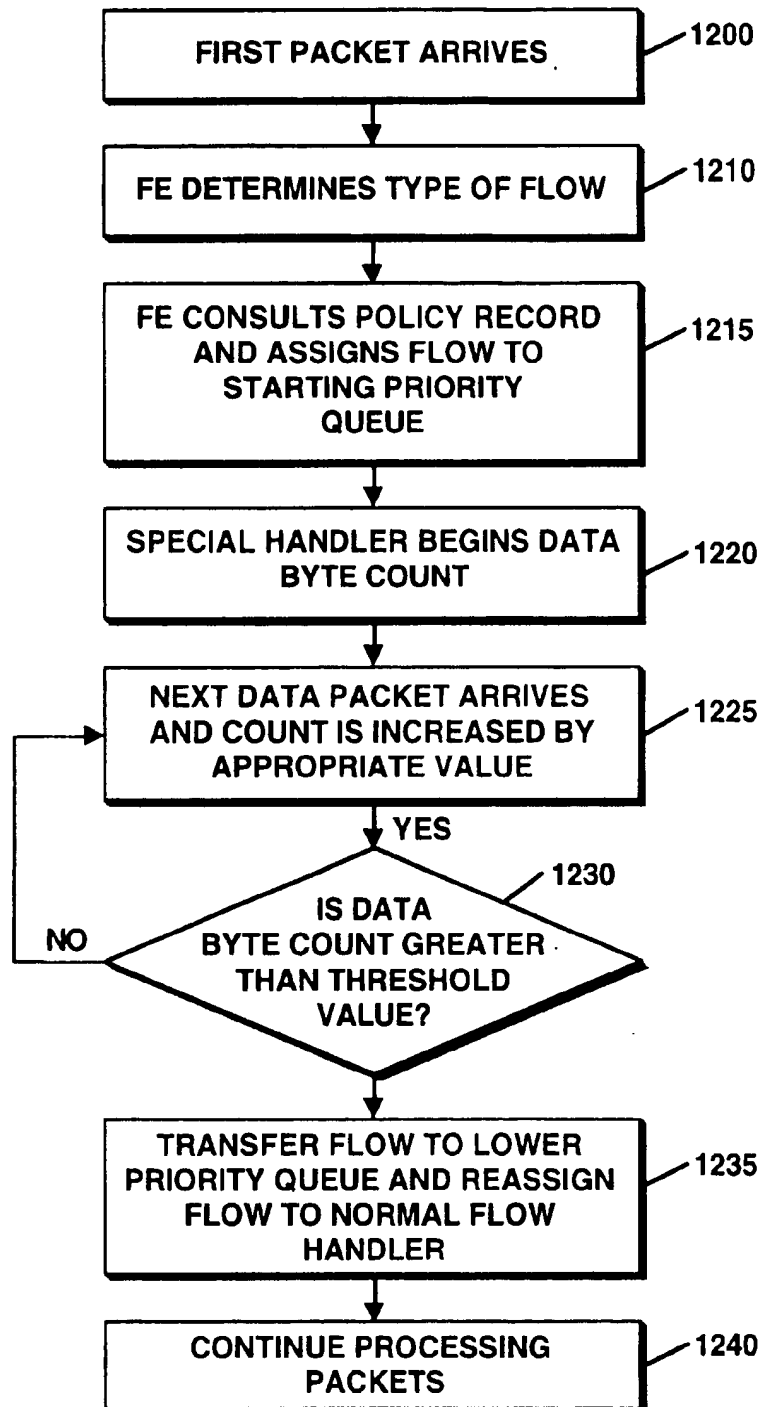 FIRST PACKET ARRIVES
1200
FE DETERMINES TYPE OF FLOW
1210
FE CONSULTS POLICY RECORD
AND ASSIGNS FLOW TO
STARTING PRIORITY
QUEUE
1215
SPECIAL HANDLER BEGINS DATA
BYTE COUNT
1220
NEXT DATA PACKET ARRIVES
AND COUNT IS INCREASED BY
APPROPRIATE VALUE
1225
YES
1230
IS DATA
BYTE COUNT GREATER
THAN THRESHOLD
VALUE?
NO
TRANSFER FLOW TO LOWER
PRIORITY QUEUE AND REASSIGN
FLOW TO NORMAL FLOW
HANDLER
1235
CONTINUE PROCESSING
PACKETS
1240